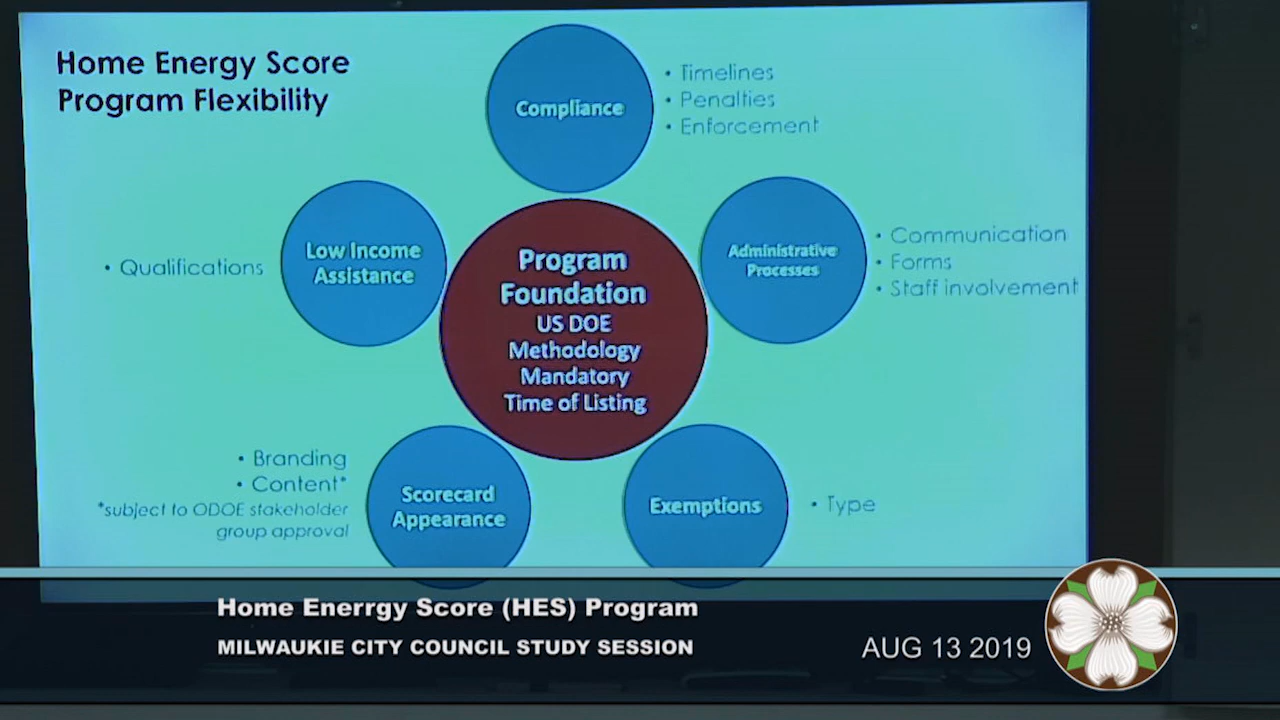 Home Energy Score
Program Flexibility
Compliance
• Timelines
• Penalties
• Enforcement
Low Income
Assistance
• Qualifications
Administrative
Processes
• Communication
• Forms
• Staff involvement
Program
Foundation
US DOE
Methodology
Mandatory
Time of Listing
• Branding
• Content*
*subject to ODOE stakeholder
group approval
Scorecard
Appearance
Exemptions
• Type
Home Enerrgy Score (HES) Program
MILWAUKIE CITY COUNCIL STUDY SESSION
AUG 13 2019